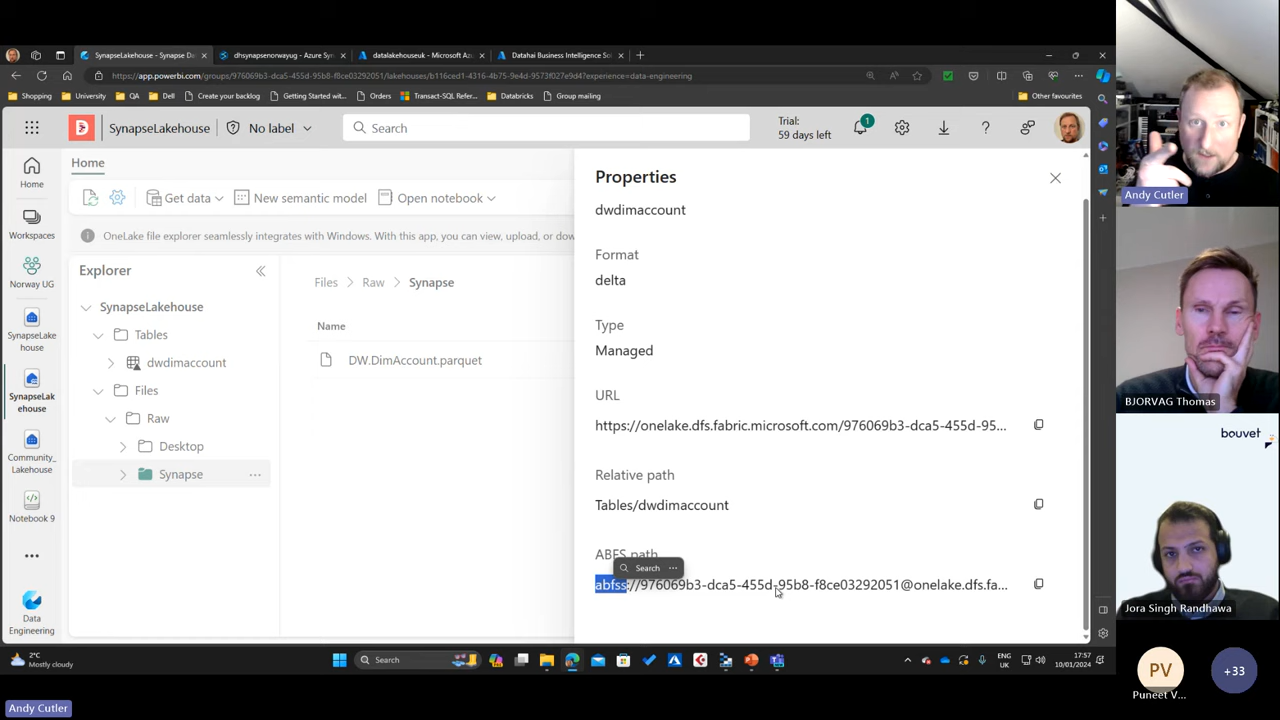 SynapseLakehouse - Synapse Da
dhsynapsenorwayug - Azure Syn
datalakehouseuk - Microsoft Az
Datahai Business Intelligence So
https://app.powerbi.com/groups/976069b3-dca5-455d-95b8-f8ce03292051/lakehouses/b116ced1-4316-4b75-9e4d-9573f027e9d4?experience=data-engineering
Shopping
University
QA
Dell
Create your backlog
Getting Started wit...
Orders
Transact-SQL Refer...
Databricks
Group mailing
Other favourites
SynapseLakehouse
No label
Search
Trial:
59 days left
1
Home
Workspaces
Norway UG
SynapseLake
house
SynapseLak
ehouse
Community_
Lakehouse
Notebook 9
Data
Engineering
Home
Get data
New semantic model
Open notebook
OneLake file explorer seamlessly integrates with Windows. With this app, you can view, upload, or dow
Explorer
SynapseLakehouse
Tables
dwdimaccount
Files
Raw
Desktop
Synapse
Files
Raw
Synapse
Name
DW.DimAccount.parquet
Properties
dwdimaccount
Format
delta
Type
Managed
URL
https://onelake.dfs.fabric.microsoft.com/976069b3-dca5-455d-95...
Relative path
Tables/dwdimaccount
ABFS path
Search
abfss://976069b3-dca5-455d-95b8-f8ce03292051@onelake.dfs.fa...
2°C
Mostly cloudy
Search
ENG
UK
17:57
10/01/2024
Andy Cutler
Andy Cutler
BJORVAG Thomas
bouvet
Jora Singh Randhawa
PV
Puneet V...
+33